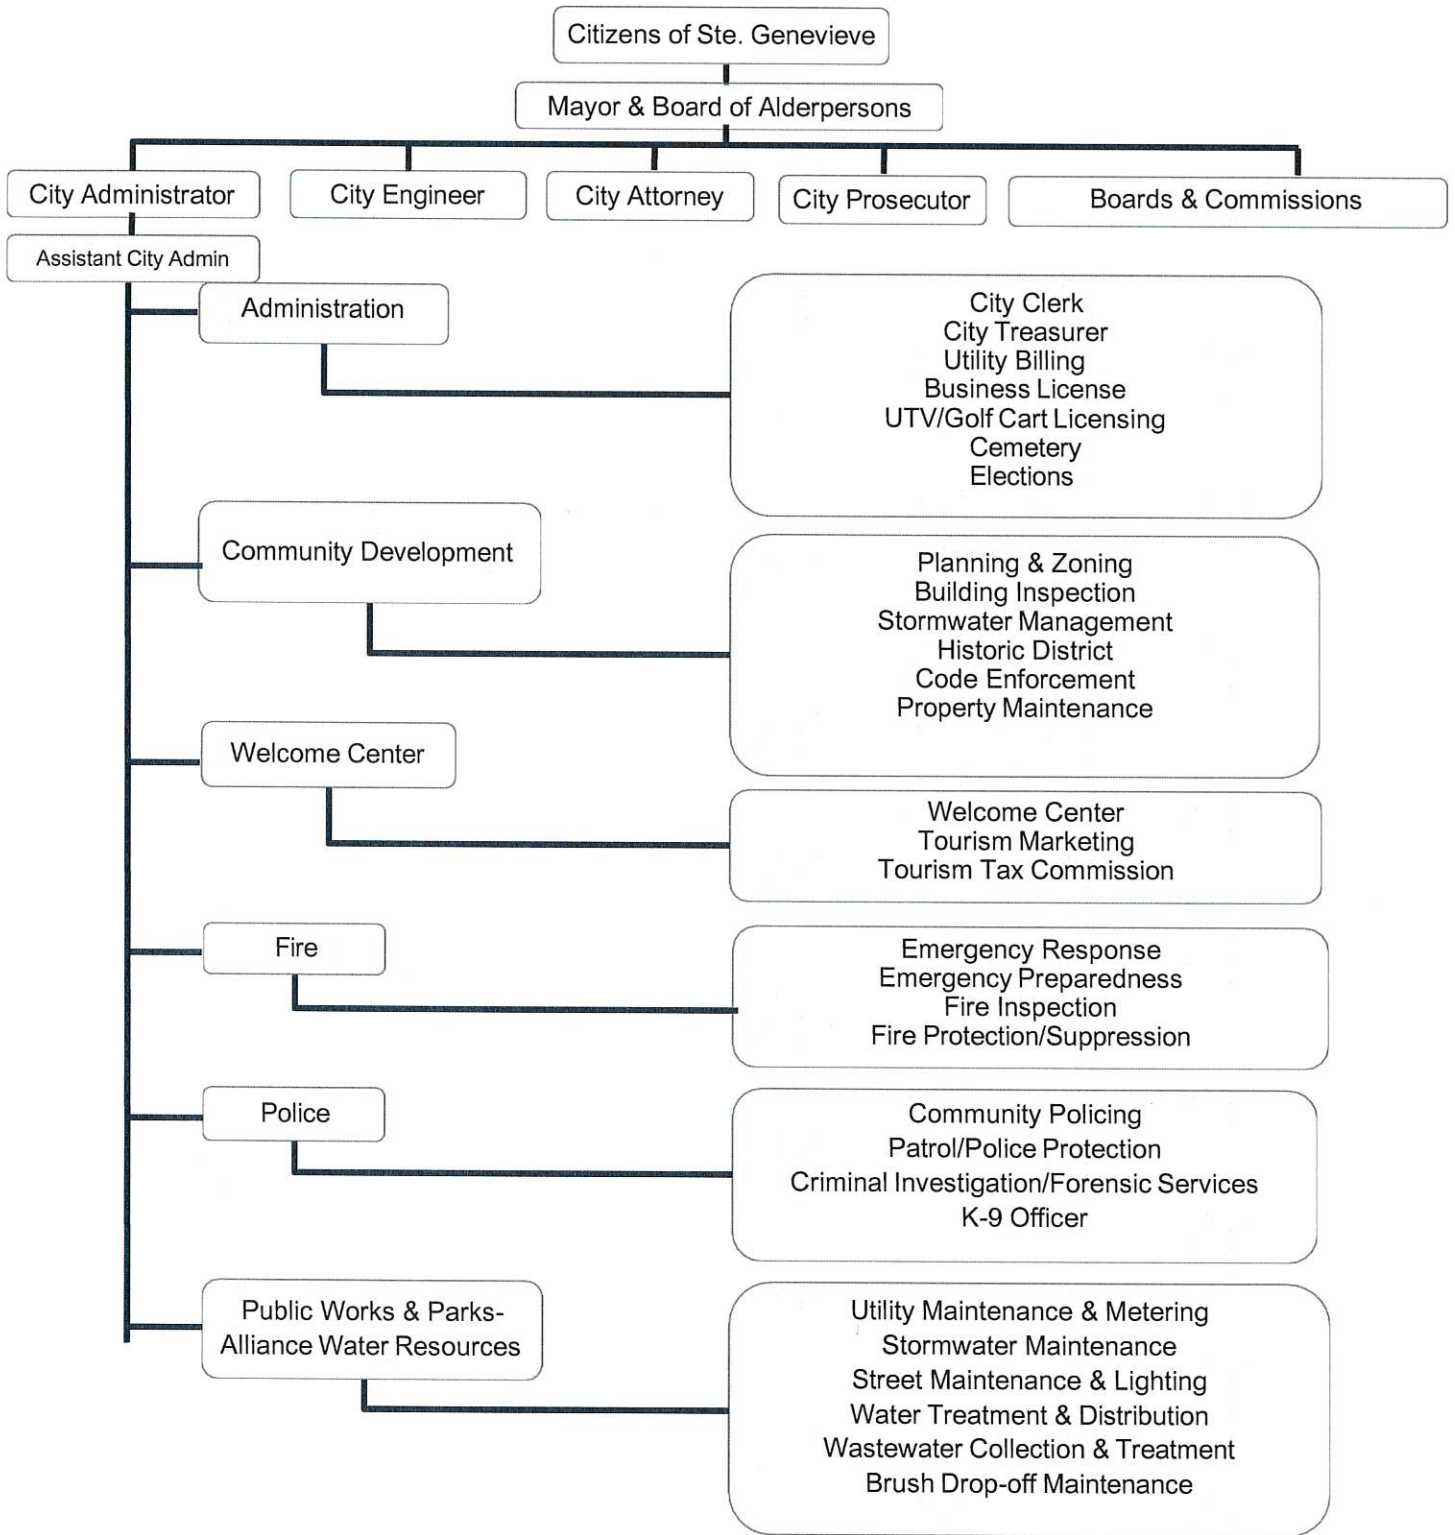 Citizens of Ste. Genevieve
Mayor & Board of Alderpersons
City Administrator
City Engineer
City Attorney
City Prosecutor
Boards & Commissions
Assistant City Admin
Administration
City Clerk
City Treasurer
Utility Billing
Business License
UTV/Golf Cart Licensing
Cemetery
Elections
Community Development
Planning & Zoning
Building Inspection
Stormwater Management
Historic District
Code Enforcement
Property Maintenance
Welcome Center
Welcome Center
Tourism Marketing
Tourism Tax Commission
Fire
Emergency Response
Emergency Preparedness
Fire Inspection
Fire Protection/Suppression
Police
Community Policing
Patrol/Police Protection
Criminal Investigation/Forensic Services
K-9 Officer
Public Works & Parks-
Alliance Water Resources
Utility Maintenance & Metering
Stormwater Maintenance
Street Maintenance & Lighting
Water Treatment & Distribution
Wastewater Collection & Treatment
Brush Drop-off Maintenance